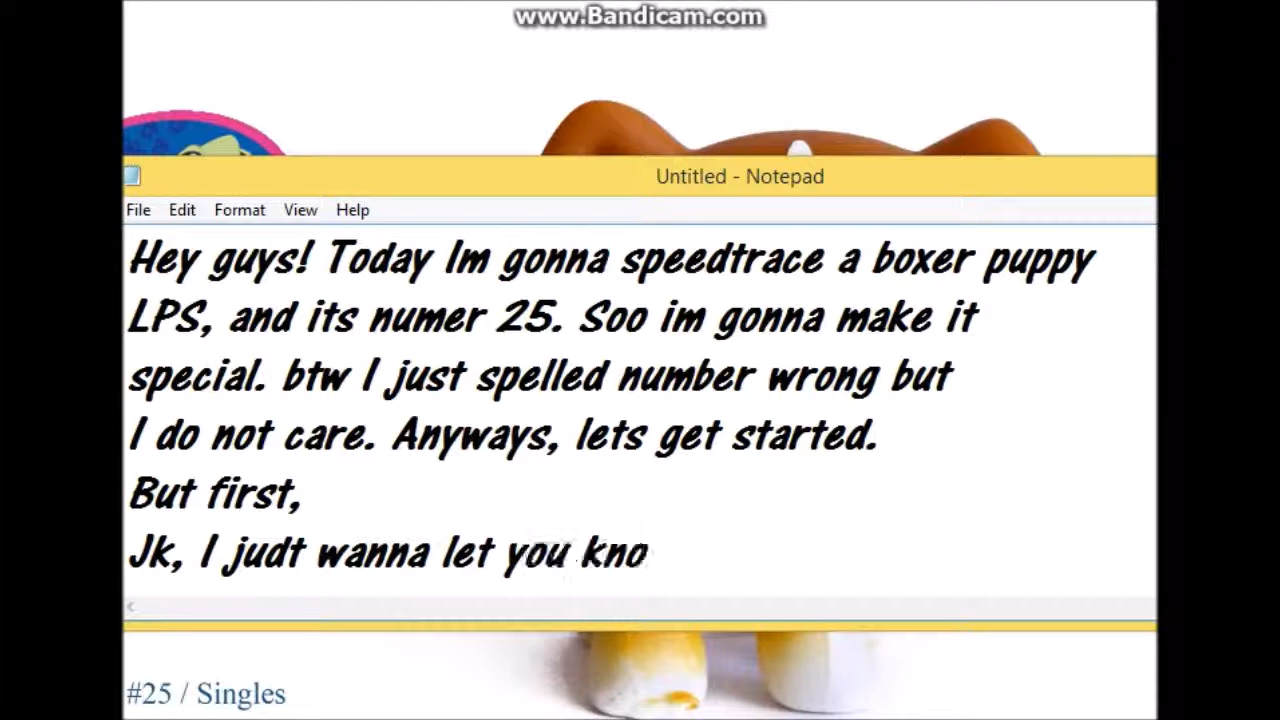 www.Bandicam.com
Untitled - Notepad
File Edit Format View Help
Hey guys! Today Im gonna speedtrace a boxer puppy
LPS, and its numer 25. Soo im gonna make it
special. btw I just spelled number wrong but
I do not care. Anyways, lets get started.
But first,
Jk, I judt wanna let you kno
#25 / Singles